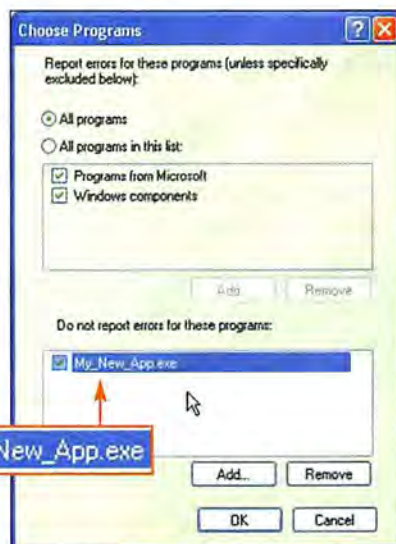 Choose Programs
Report errors for these programs (unless specifically
excluded below):
All programs
All programs in this list:
Programs from Microsoft
Windows components
Add...
Remove
Do not report errors for these programs:
My_New_App.exe
New_App.exe
Add...
Remove
OK
Cancel